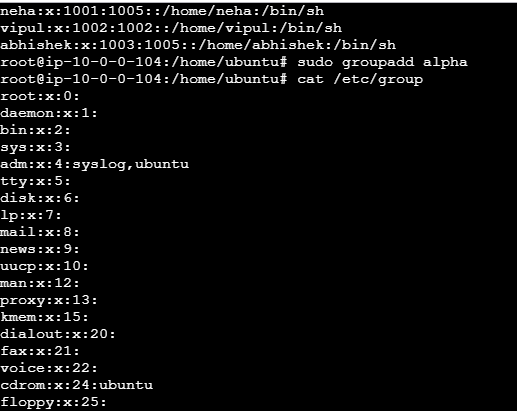 neha:x:1001:1005::/home/neha:/bin/sh
vipul:x:1002:1002::/home/vipul:/bin/sh
abhishek:x:1003:1005::/home/abhishek:/bin/sh
root@ip-10-0-0-104:/home/ubuntu# sudo groupadd alpha
root@ip-10-0-0-104:/home/ubuntu# cat /etc/group
root:x:0:
daemon:x:1:
bin:x:2:
sys:x:3:
adm:x:4:syslog,ubuntu
tty:x:5:
disk:x:6:
lp:x:7:
mail:x:8:
news:x:9:
uucp:x:10:
man:x:12:
proxy:x:13:
kmem:x:15:
dialout:x:20:
fax:x:21:
voice:x:22:
cdrom:x:24:ubuntu
floppy:x:25: